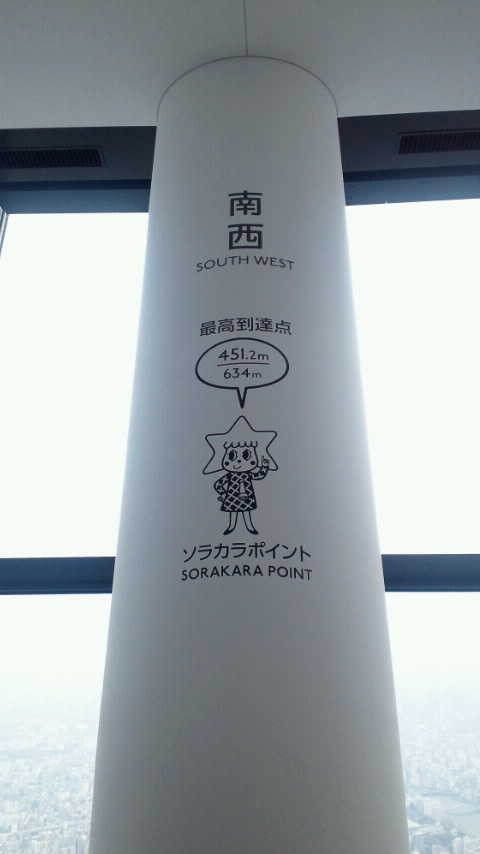 南
西
SOUTH WEST
最高到達点
451.2m
634m
ソラカラポイント
SORAKARA POINT